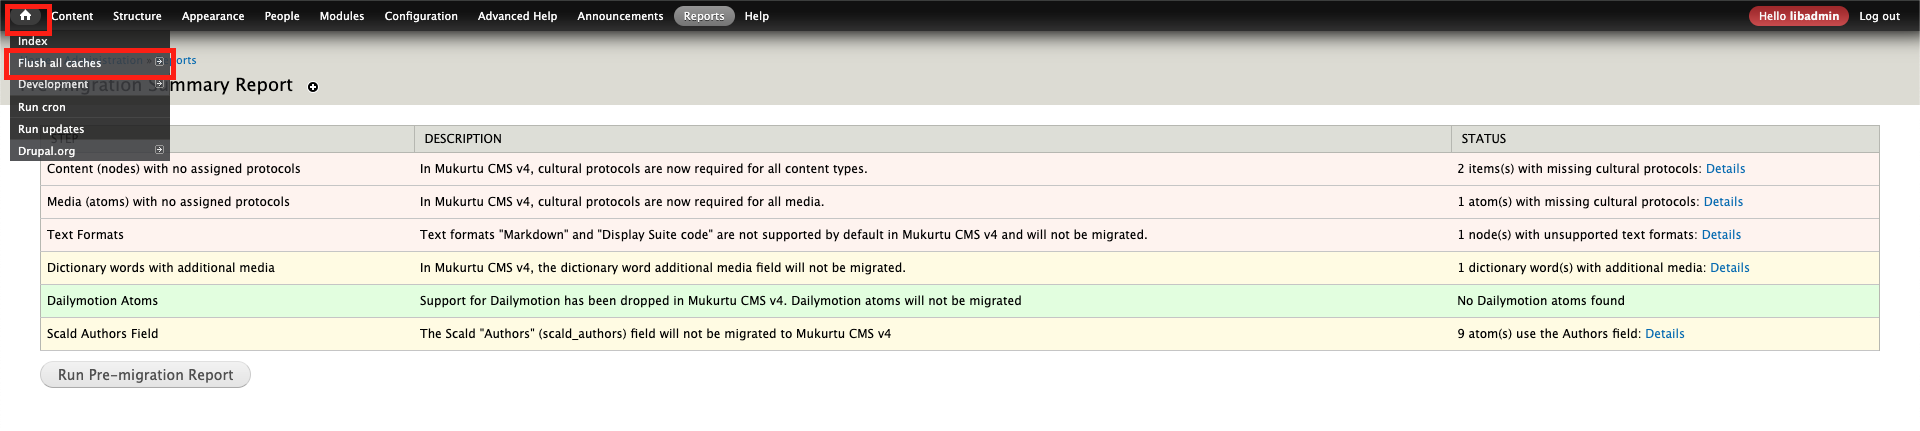 Content Structure Appearance People Modules Configuration Advanced Help Announcements Reports Help Hello libadmin Log out
Index
Flush all caches
Development
Run cron
Run updates
Drupal.org
Summary Report
DESCRIPTION STATUS
Content (nodes) with no assigned protocols In Mukurtu CMS v4, cultural protocols are now required for all content types. 2 items(s) with missing cultural protocols: Details
Media (atoms) with no assigned protocols In Mukurtu CMS v4, cultural protocols are now required for all media. 1 atom(s) with missing cultural protocols: Details
Text Formats Text formats "Markdown" and "Display Suite code" are not supported by default in Mukurtu CMS v4 and will not be migrated. 1 node(s) with unsupported text formats: Details
Dictionary words with additional media In Mukurtu CMS v4, the dictionary word additional media field will not be migrated. 1 dictionary word(s) with additional media: Details
Dailymotion Atoms Support for Dailymotion has been dropped in Mukurtu CMS v4. Dailymotion atoms will not be migrated No Dailymotion atoms found
Scald Authors Field The Scald "Authors" (scald_authors) field will not be migrated to Mukurtu CMS v4 9 atom(s) use the Authors field: Details
Run Pre-migration Report